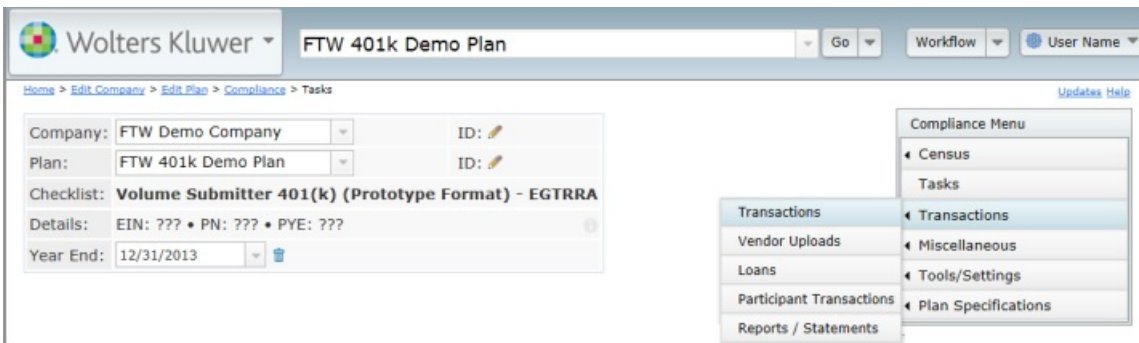 Wolters Kluwer
FTW 401k Demo Plan
Go
Workflow
User Name
Home > Edit Company > Edit Plan > Compliance > Tasks
Updates Help
Company: FTW Demo Company ID:
Plan: FTW 401k Demo Plan ID:
Checklist: Volume Submitter 401(k) (Prototype Format) - EGTRRA
Details: EIN: ??? • PN: ??? • PYE: ???
Year End: 12/31/2013
Compliance Menu
Census
Tasks
Transactions
Miscellaneous
Tools/Settings
Plan Specifications
Transactions
Vendor Uploads
Loans
Participant Transactions
Reports / Statements